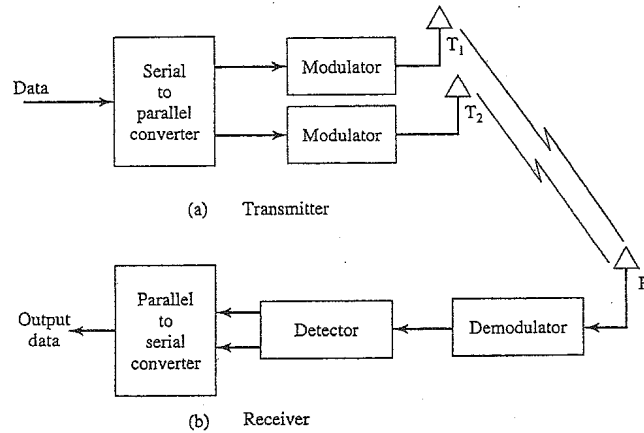 T1
Serial
to
parallel
converter
Modulator
Data
Modulator
T2
(a) Transmitter
Parallel
to
serial
converter
Output
data
Detector
Demodulator
(b) Receiver